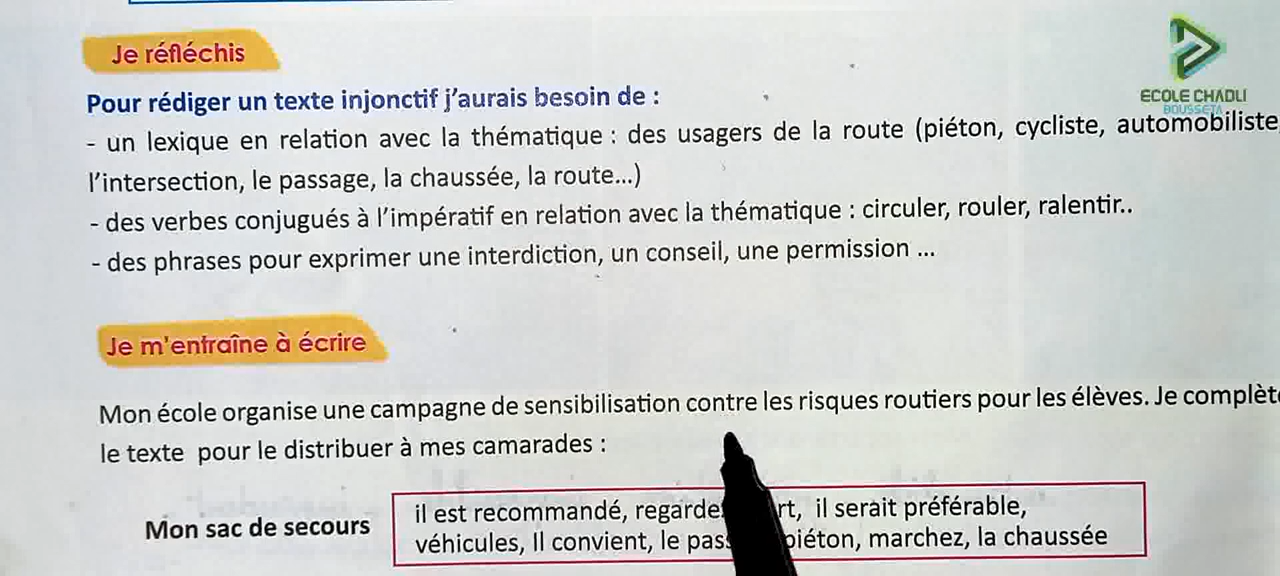 Je réfléchis
ECOLE CHADLI
BOUSSETA
Pour rédiger un texte injonctif j'aurais besoin de :
- un lexique en relation avec la thématique : des usagers de la route (piéton, cycliste, automobiliste
l'intersection, le passage, la chaussée, la route...)
- des verbes conjugués à l'impératif en relation avec la thématique : circuler, rouler, ralentir..
- des phrases pour exprimer une interdiction, un conseil, une permission ...
Je m'entraîne à écrire
Mon école organise une campagne de sensibilisation contre les risques routiers pour les élèves. Je complète
le texte pour le distribuer à mes camarades :
Mon sac de secours
il est recommandé, il serait préférable,
véhicules, Il convient, le piéton, marchez, la chaussée